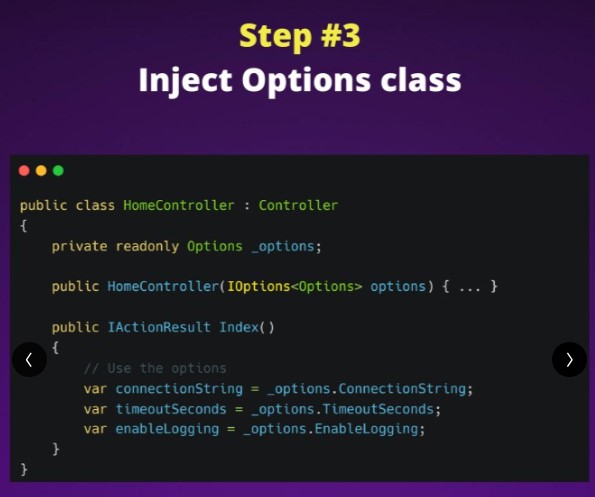 Step #3
Inject Options class
public class HomeController : Controller
{
    private readonly Options _options;
    public HomeController(IOptions<Options> options) { ... }
    public IActionResult Index()
    {
        // Use the options
        var connectionString = _options.ConnectionString;
        var timeoutSeconds = _options.TimeoutSeconds;
        var enableLogging = _options.EnableLogging;
    }
}